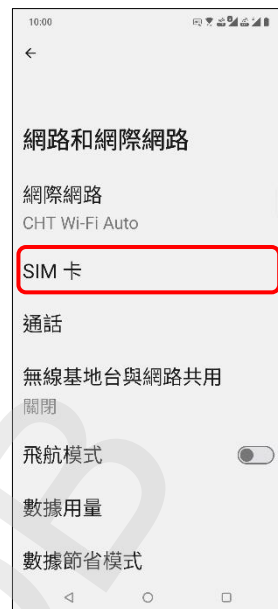 10:00
網路和網際網路
網際網路
CHT Wi-Fi Auto
SIM 卡
通話
無線基地台與網路共用
關閉
飛航模式
數據用量
數據節省模式